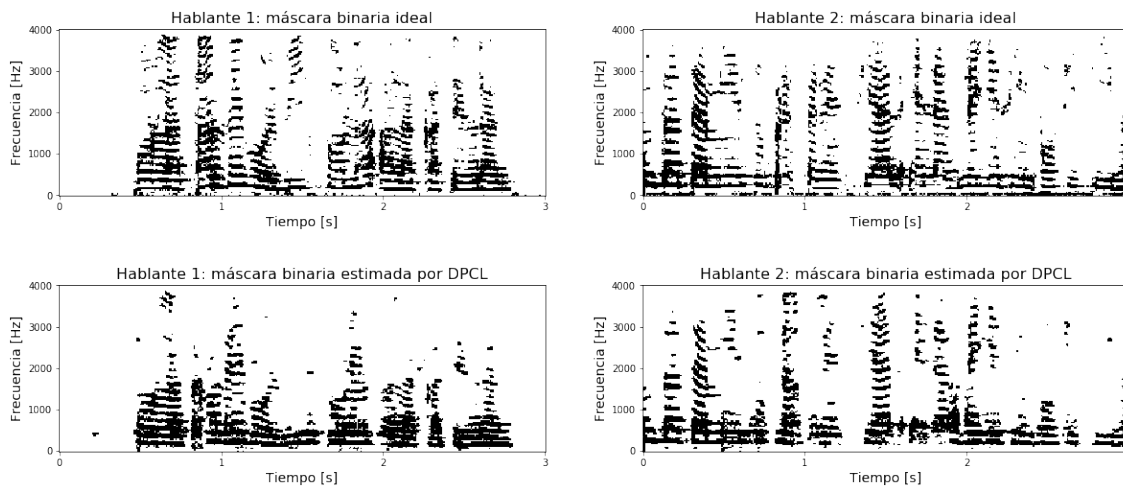 Hablante 1: máscara binaria ideal
4000
3000
2000
1000
0
Frecuencia [Hz]
0 1 2 3
Tiempo [s]
Hablante 2: máscara binaria ideal
4000
3000
2000
1000
0
Frecuencia [Hz]
0 1 2
Tiempo [s]
Hablante 1: máscara binaria estimada por DPCL
4000
3000
2000
1000
0
Frecuencia [Hz]
0 1 2 3
Tiempo [s]
Hablante 2: máscara binaria estimada por DPCL
4000
3000
2000
1000
0
Frecuencia [Hz]
0 1 2
Tiempo [s]